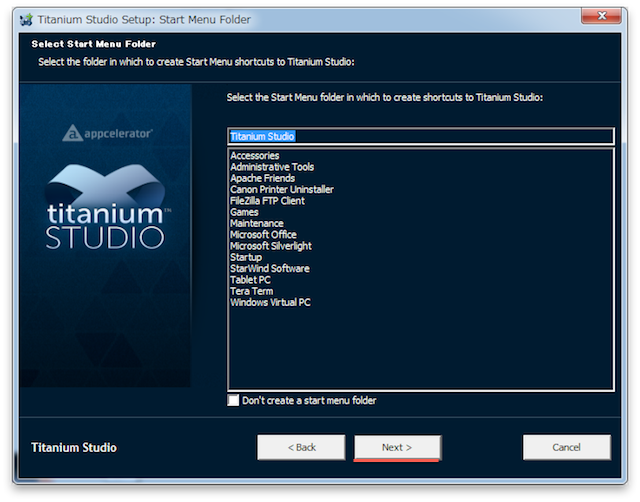 Titanium Studio Setup: Start Menu Folder
Select Start Menu Folder
Select the folder in which to create Start Menu shortcuts to Titanium Studio:
appcelerator®
titanium™
STUDIO
Select the Start Menu folder in which to create shortcuts to Titanium Studio:
Titanium Studio
Accessories
Administrative Tools
Apache Friends
Canon Printer Uninstaller
FileZilla FTP Client
Games
Maintenance
Microsoft Office
Microsoft Silverlight
Startup
StarWind Software
Tablet PC
Tera Term
Windows Virtual PC
Don't create a start menu folder
Titanium Studio
< Back
Next >
Cancel